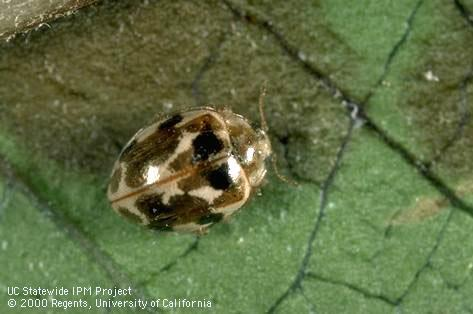 UC Statewide IPM Project
© 2000 Regents, University of California